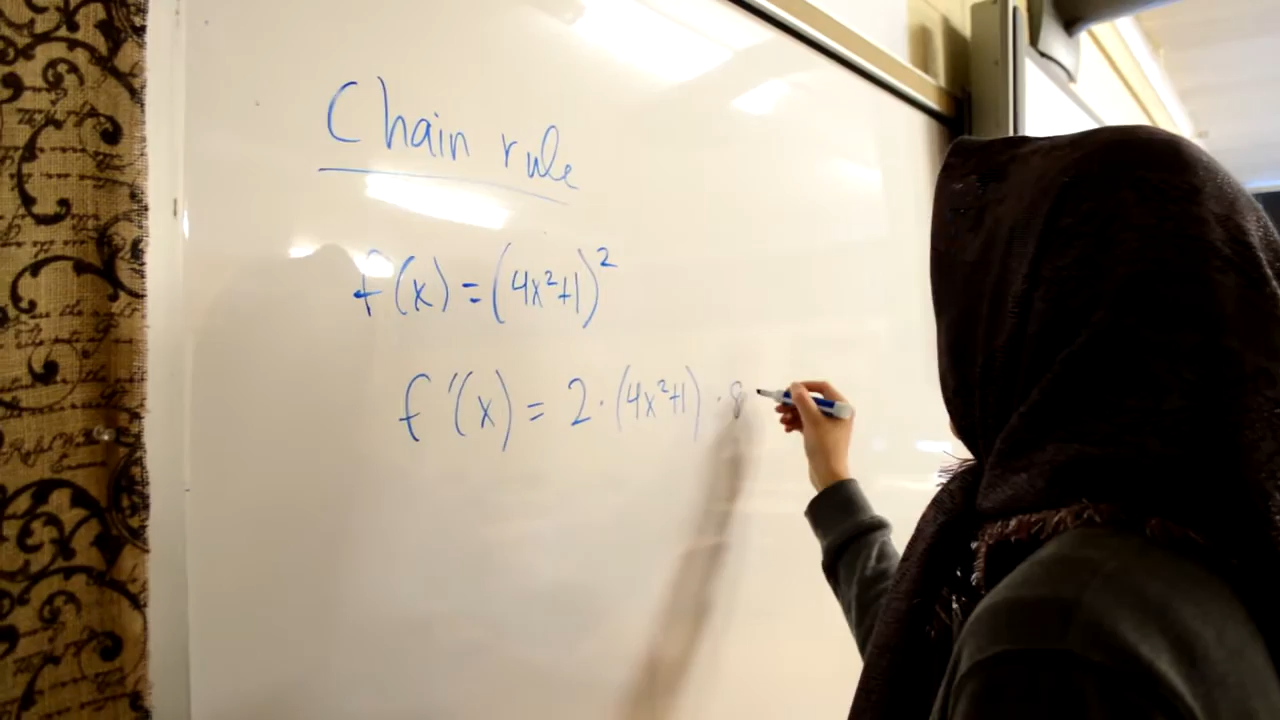 Chain rule
f(x) = (4x²+1)²
f'(x) = 2·(4x²+1)·8